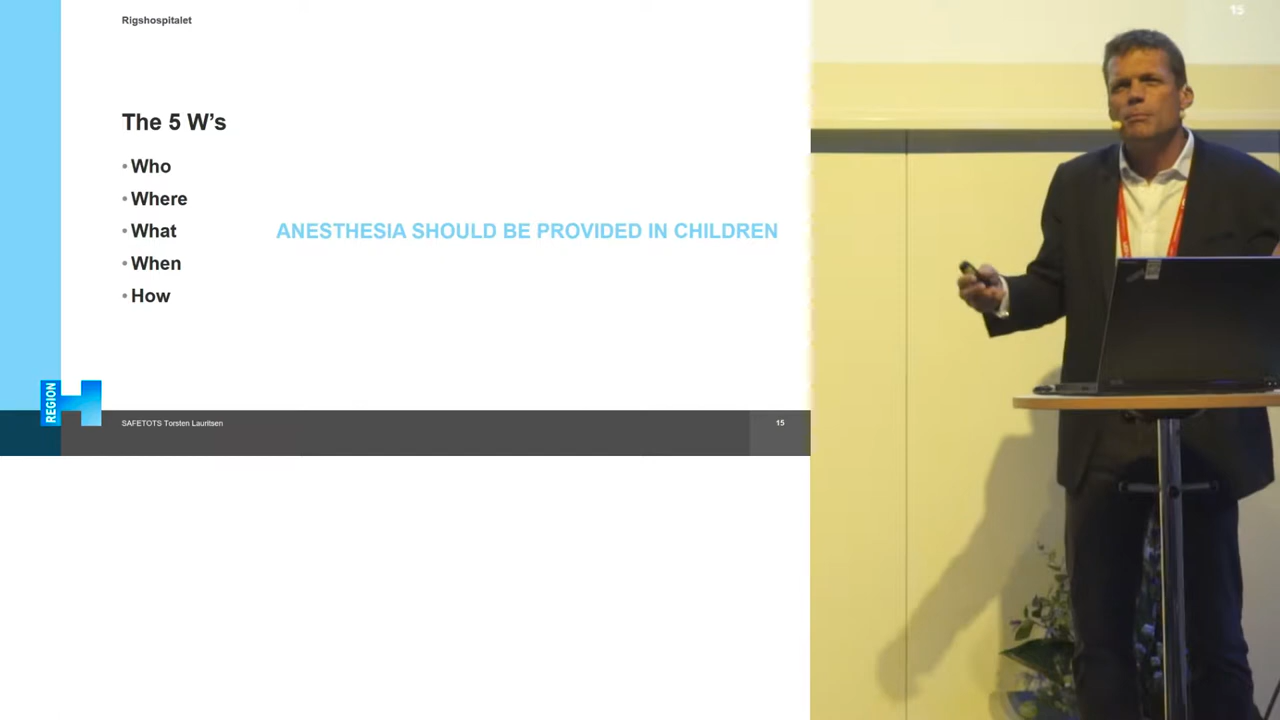 Rigshospitalet
15
The 5 W’s
•Who
•Where
•What
ANESTHESIA SHOULD BE PROVIDED IN CHILDREN
•When
•How
REGION H
SAFETOTS Torsten Lauritsen
15